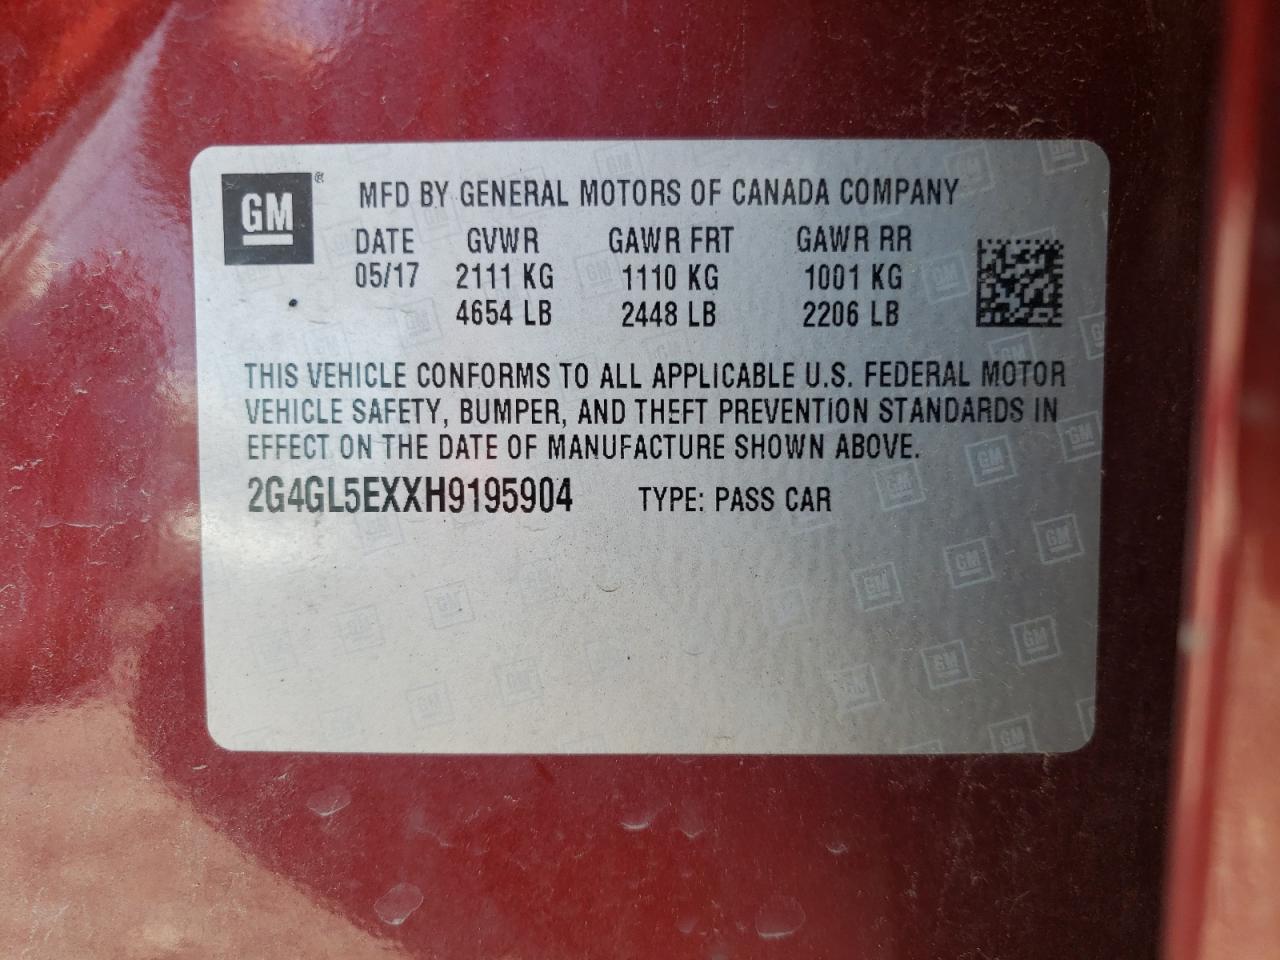 GM ®
MFD BY GENERAL MOTORS OF CANADA COMPANY
DATE GVWR GAWR FRT GAWR RR
05/17 2111 KG 1110 KG 1001 KG
4654 LB 2448 LB 2206 LB
THIS VEHICLE CONFORMS TO ALL APPLICABLE U.S. FEDERAL MOTOR
VEHICLE SAFETY, BUMPER, AND THEFT PREVENTION STANDARDS IN
EFFECT ON THE DATE OF MANUFACTURE SHOWN ABOVE.
2G4GL5EXXH9195904 TYPE: PASS CAR